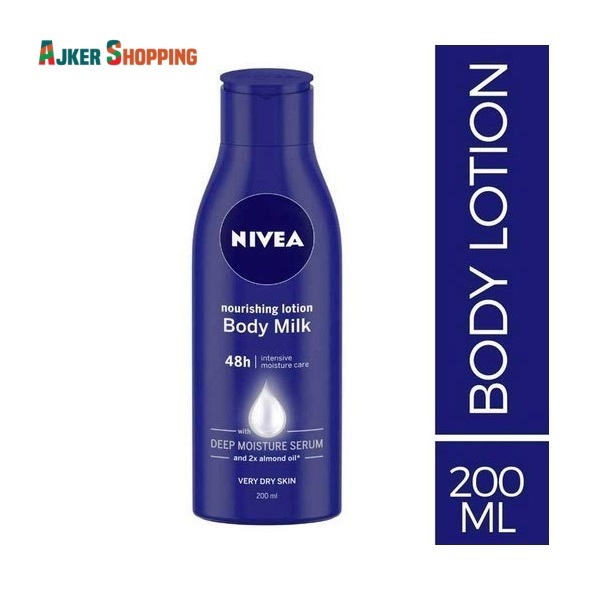 AJKER SHOPPING
NIVEA
nourishing lotion
Body Milk
48h | intensive
moisture care
with
DEEP MOISTURE SERUM
and 2x almond oil*
VERY DRY SKIN
200 ml
BODY LOTION
200
ML